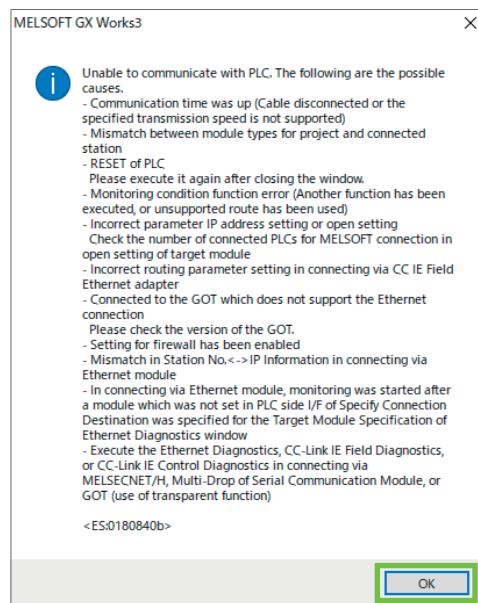 MELSOFT GX Works3
Unable to communicate with PLC. The following are the possible
causes.
- Communication time was up (Cable disconnected or the
specified transmission speed is not supported)
- Mismatch between module types for project and connected
station
- RESET of PLC
Please execute it again after closing the window.
- Monitoring condition function error (Another function has been
executed, or unsupported route has been used)
- Incorrect parameter IP address setting or open setting
Check the number of connected PLCs for MELSOFT connection in
open setting of target module
- Incorrect routing parameter setting in connecting via CC IE Field
Ethernet adapter
- Connected to the GOT which does not support the Ethernet
connection
Please check the version of the GOT.
- Setting for firewall has been enabled
- Mismatch in Station No.<->IP Information in connecting via
Ethernet module
- In connecting via Ethernet module, monitoring was started after
a module which was not set in PLC side I/F of Specify Connection
Destination was specified for the Target Module Specification of
Ethernet Diagnostics window
- Execute the Ethernet Diagnostics, CC-Link IE Field Diagnostics,
or CC-Link IE Control Diagnostics in connecting via
MELSECNET/H, Multi-Drop of Serial Communication Module, or
GOT (use of transparent function)
<ES:0180840b>
OK